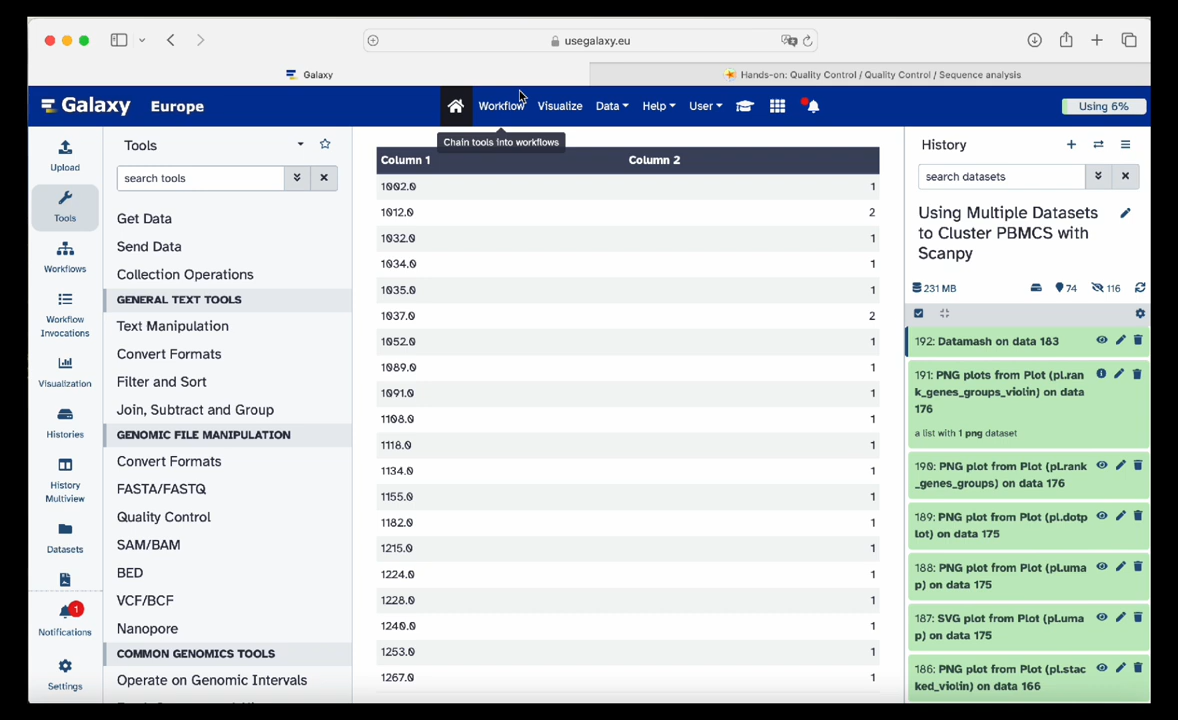 usegalaxy.eu
Galaxy
Hands-on: Quality Control / Quality Control / Sequence analysis
Galaxy Europe
Workflow Visualize Data Help User
Using 6%
Chain tools into workflows
Upload
Tools
Workflows
Workflow
Invocations
Visualization
Histories
History
Multiview
Datasets
1
Notifications
Settings
Tools
search tools
Get Data
Send Data
Collection Operations
GENERAL TEXT TOOLS
Text Manipulation
Convert Formats
Filter and Sort
Join, Subtract and Group
GENOMIC FILE MANIPULATION
Convert Formats
FASTA/FASTQ
Quality Control
SAM/BAM
BED
VCF/BCF
Nanopore
COMMON GENOMICS TOOLS
Operate on Genomic Intervals
Column 1 Column 2
1002.0 1
1012.0 2
1032.0 1
1034.0 1
1035.0 1
1037.0 2
1052.0 1
1089.0 1
1091.0 1
1108.0 1
1118.0 1
1134.0 1
1155.0 1
1182.0 1
1215.0 1
1224.0 1
1228.0 1
1240.0 1
1253.0 1
1267.0 1
History
search datasets
Using Multiple Datasets
to Cluster PBMCS with
Scanpy
231 MB 74 116
192: Datamash on data 183
191: PNG plots from Plot (pl.ran
k_genes_groups_violin) on data
176
a list with 1 png dataset
190: PNG plot from Plot (pl.rank
_genes_groups) on data 176
189: PNG plot from Plot (pl.dotp
lot) on data 175
188: PNG plot from Plot (pl.uma
p) on data 175
187: SVG plot from Plot (pl.uma
p) on data 175
186: PNG plot from Plot (pl.stac
ked_violin) on data 166